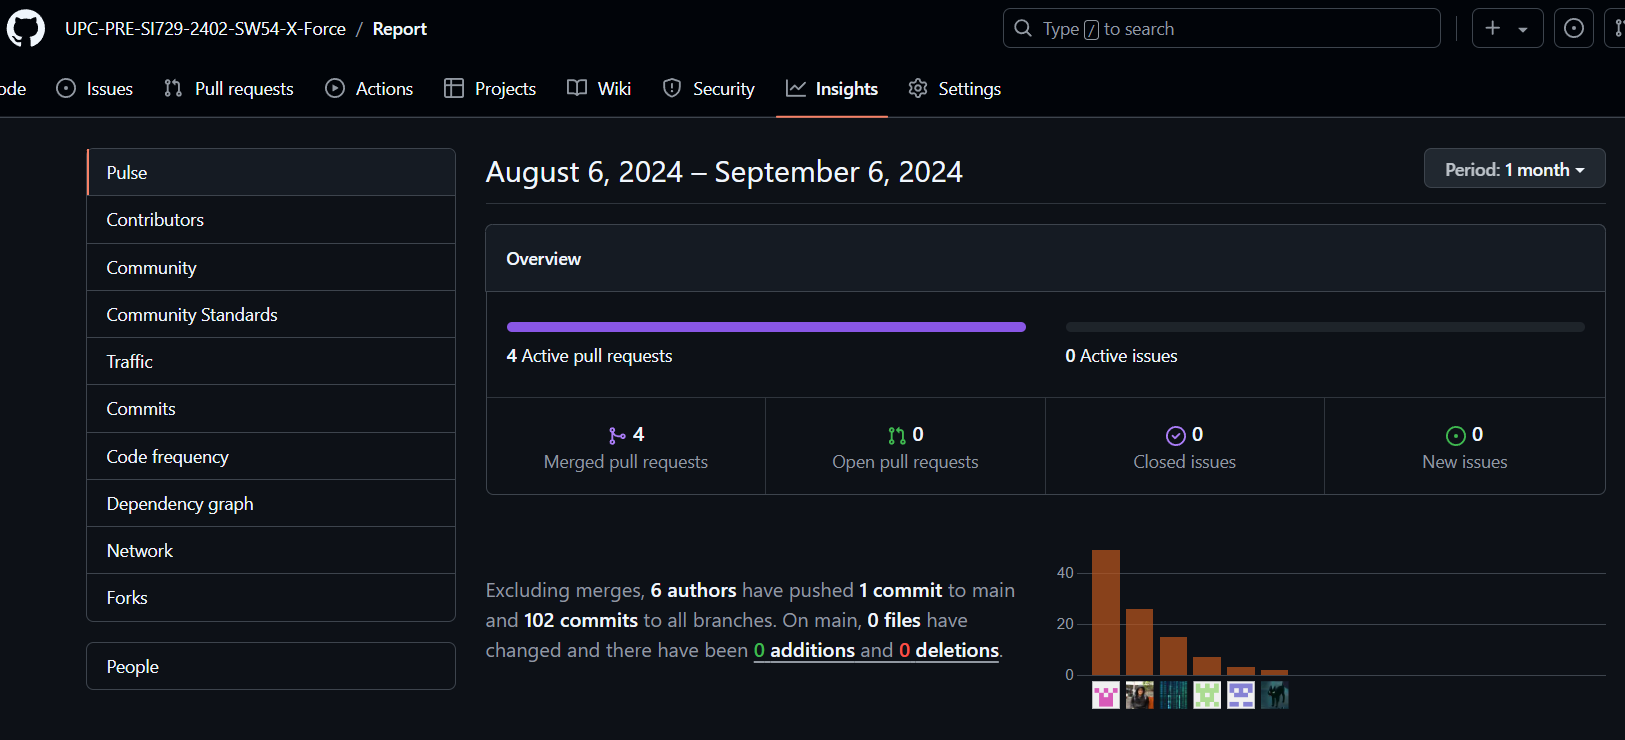 UPC-PRE-SI729-2402-SW54-X-Force / Report
Type / to search
ode
Issues
Pull requests
Actions
Projects
Wiki
Security
Insights
Settings
Pulse
Contributors
Community
Community Standards
Traffic
Commits
Code frequency
Dependency graph
Network
Forks
People
August 6, 2024 – September 6, 2024
Period: 1 month
Overview
4 Active pull requests
0 Active issues
4
Merged pull requests
0
Open pull requests
0
Closed issues
0
New issues
Excluding merges, 6 authors have pushed 1 commit to main
and 102 commits to all branches. On main, 0 files have
changed and there have been 0 additions and 0 deletions.
40
20
0